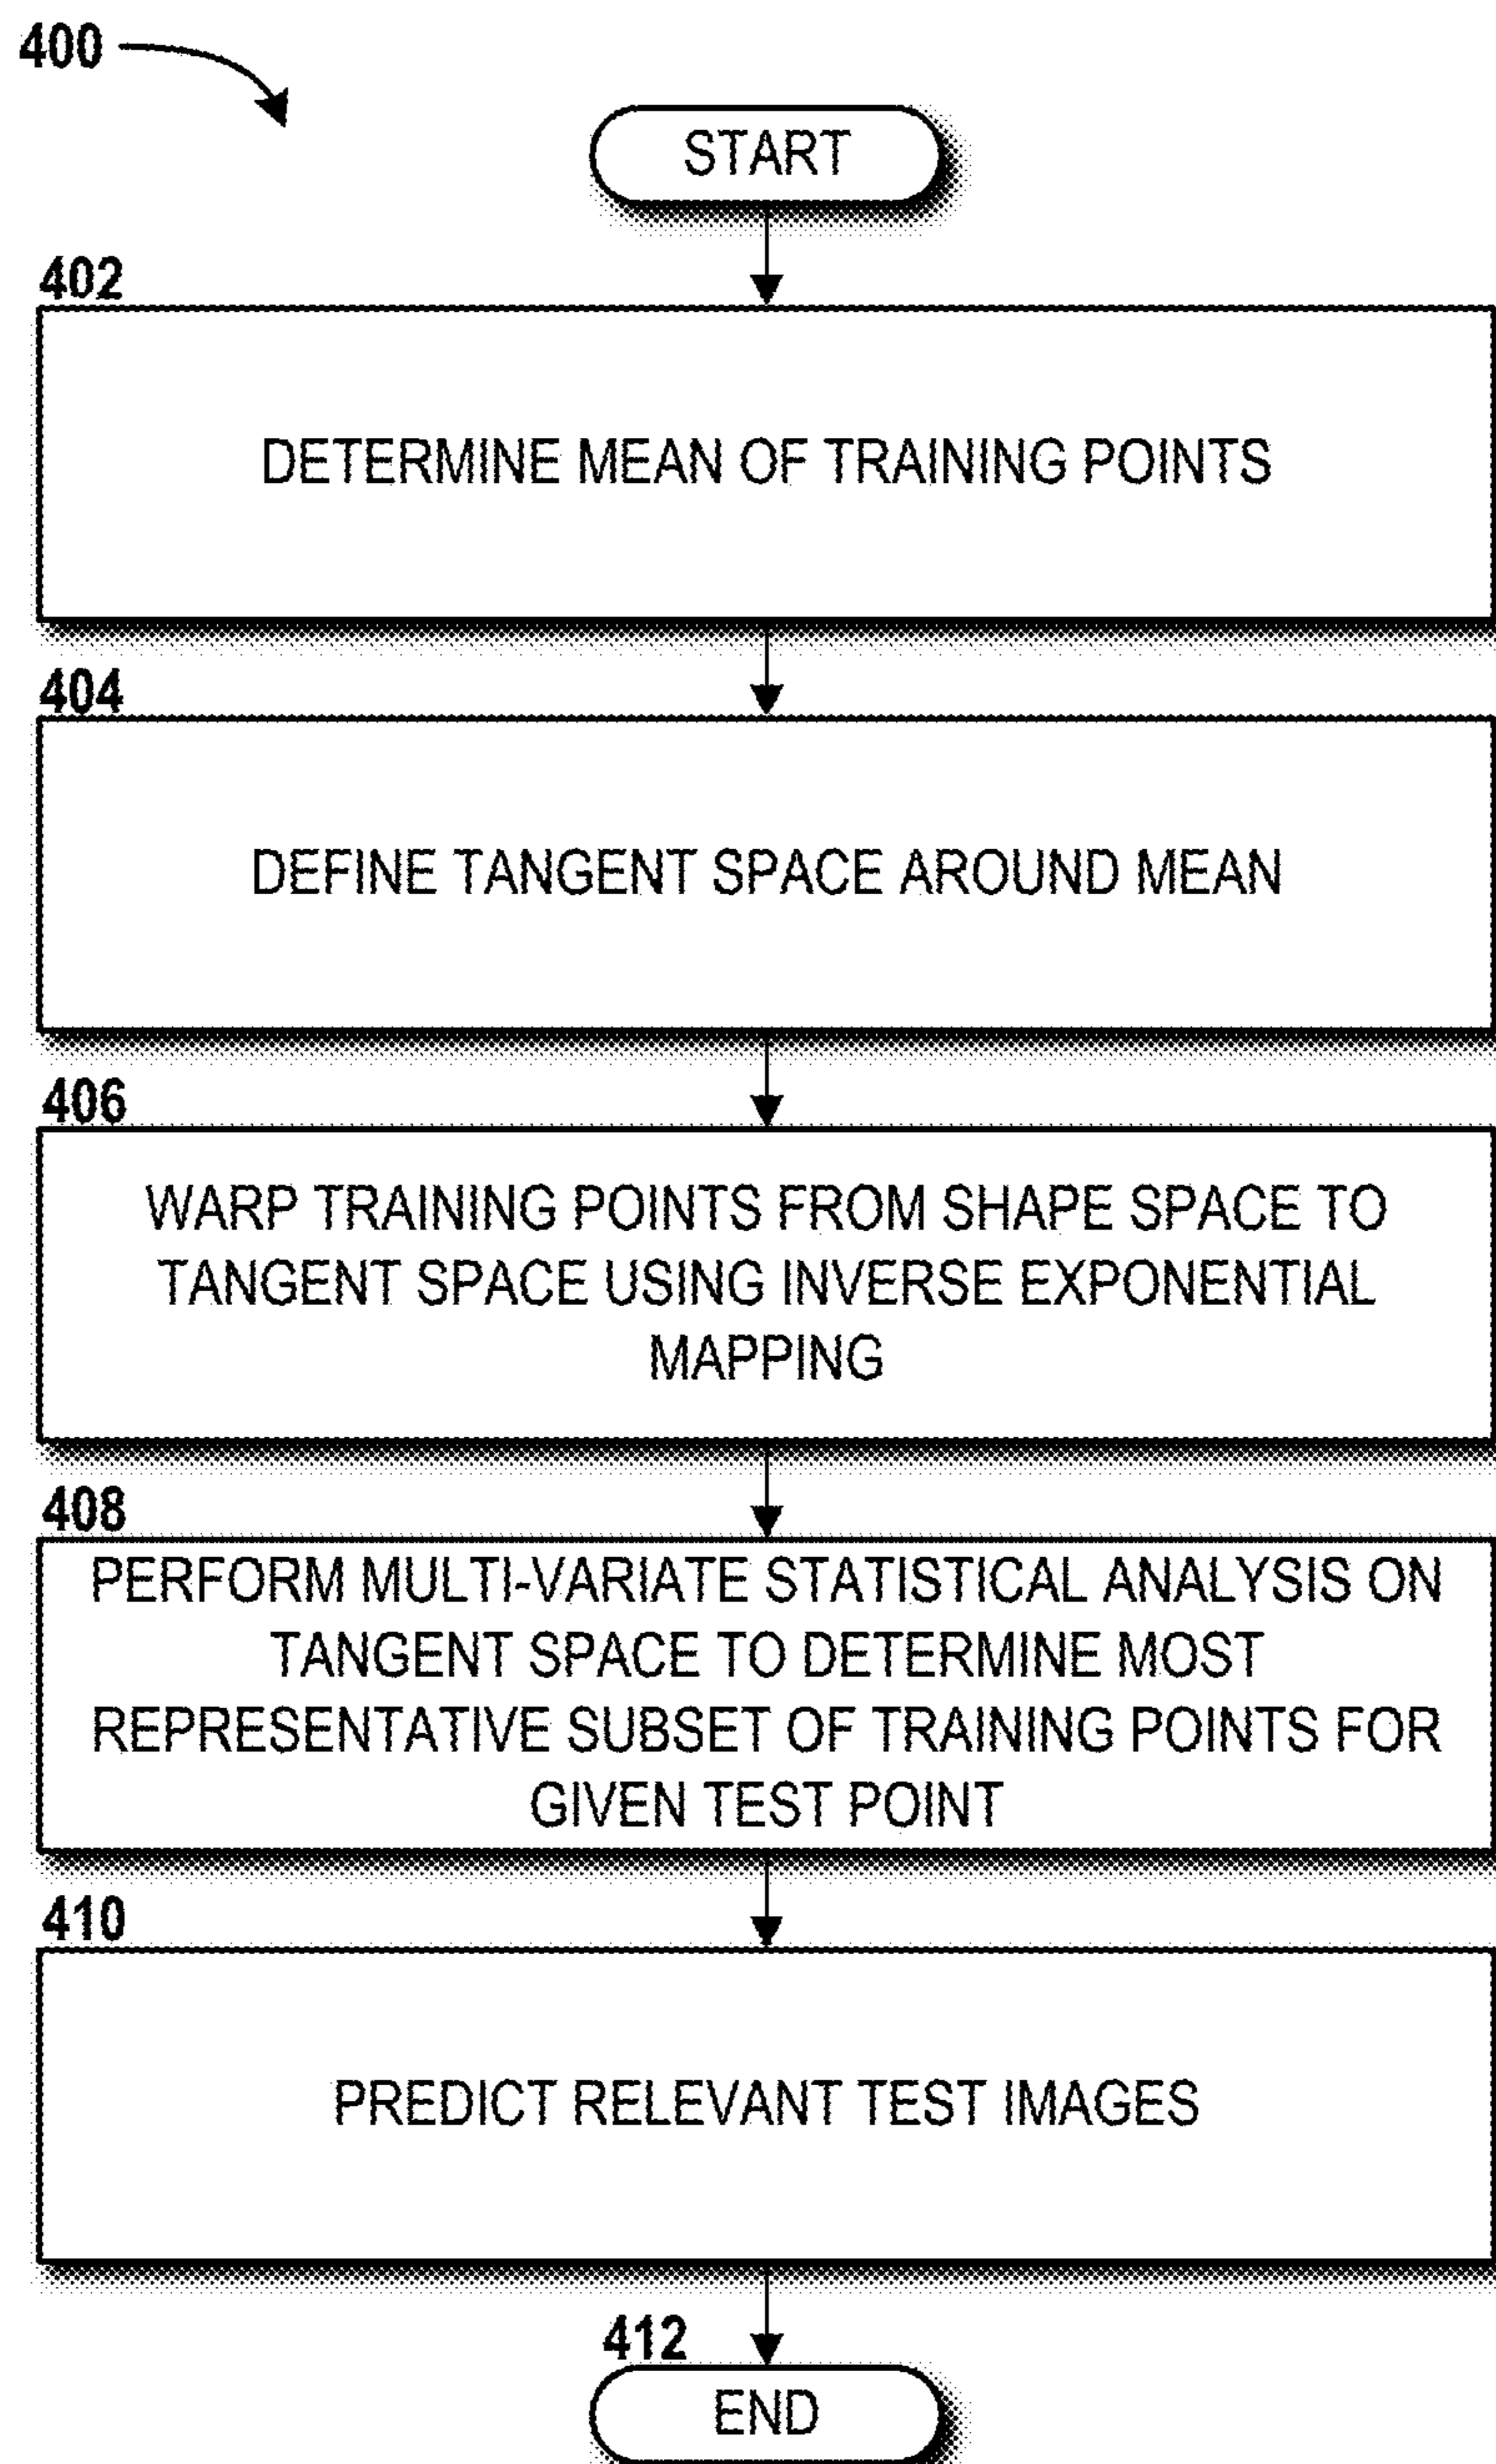 400
START
402
DETERMINE MEAN OF TRAINING POINTS
404
DEFINE TANGENT SPACE AROUND MEAN
406
WARP TRAINING POINTS FROM SHAPE SPACE TO
TANGENT SPACE USING INVERSE EXPONENTIAL
MAPPING
408
PERFORM MULTI-VARIATE STATISTICAL ANALYSIS ON
TANGENT SPACE TO DETERMINE MOST
REPRESENTATIVE SUBSET OF TRAINING POINTS FOR
GIVEN TEST POINT
410
PREDICT RELEVANT TEST IMAGES
412
END